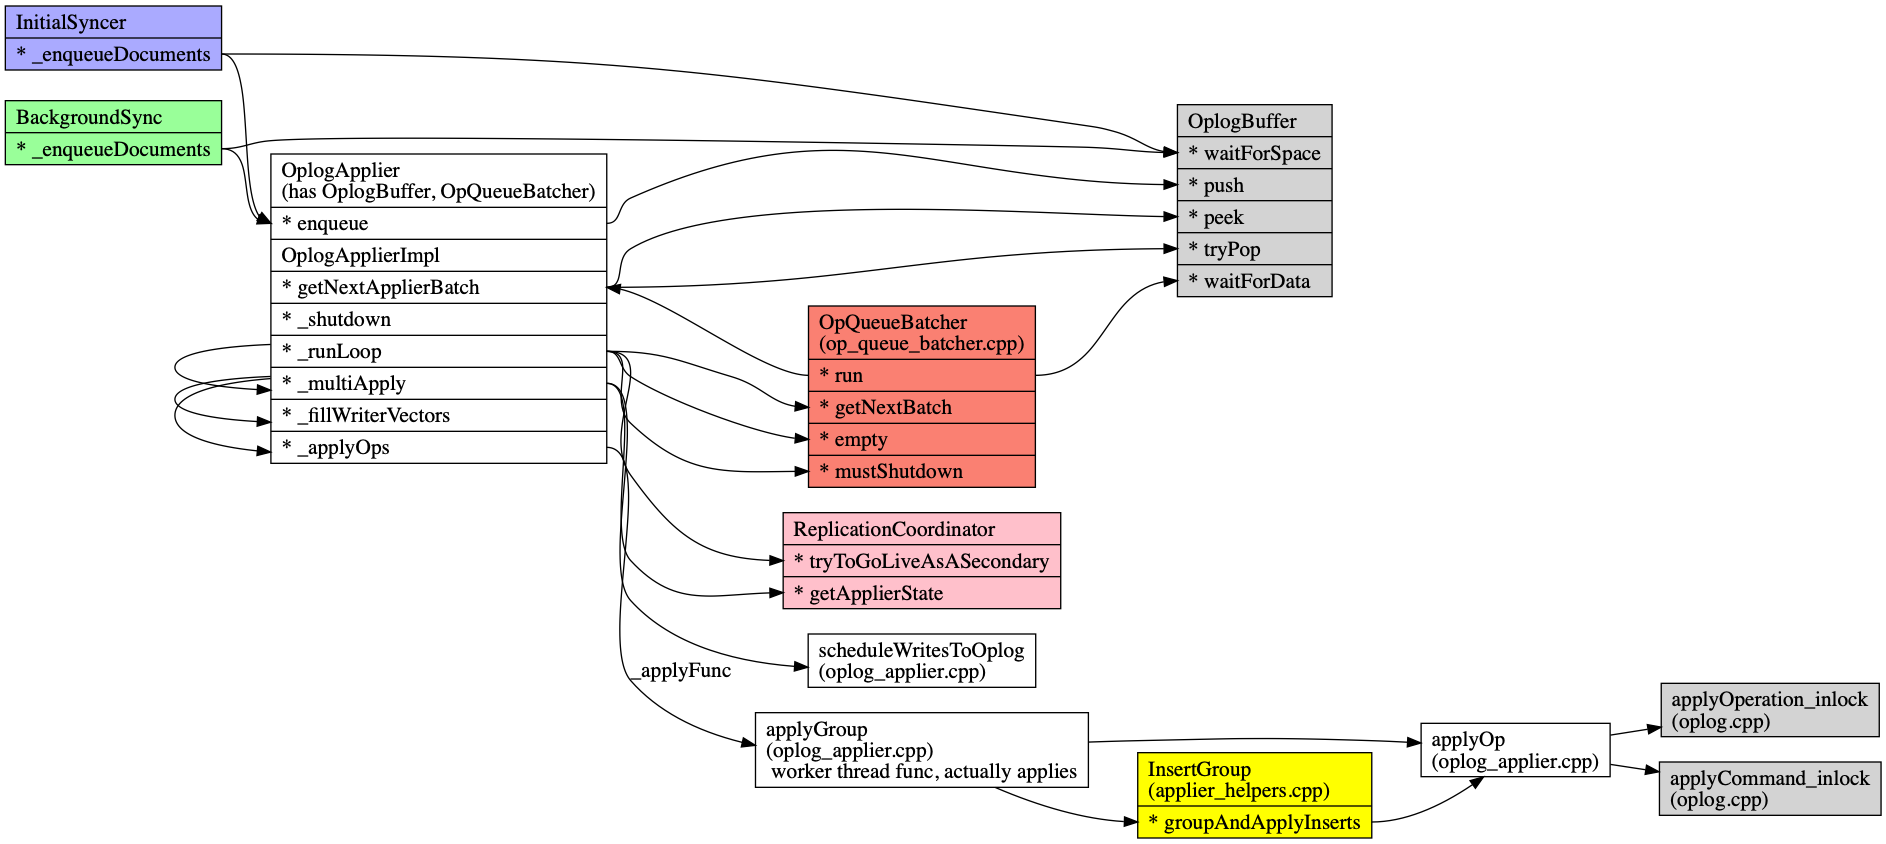 InitialSyncer
* _enqueueDocuments
BackgroundSync
* _enqueueDocuments
OplogApplier
(has OplogBuffer, OpQueueBatcher)
* enqueue
OplogApplierImpl
* getNextApplierBatch
* _shutdown
* _runLoop
* _multiApply
* _fillWriterVectors
* _applyOps
OplogBuffer
* waitForSpace
* push
* peek
* tryPop
* waitForData
OpQueueBatcher
(op_queue_batcher.cpp)
* run
* getNextBatch
* empty
* mustShutdown
ReplicationCoordinator
* tryToGoLiveAsASecondary
* getApplierState
scheduleWritesToOplog
(oplog_applier.cpp)
_applyFunc
applyGroup
(oplog_applier.cpp)
worker thread func, actually applies
InsertGroup
(applier_helpers.cpp)
* groupAndApplyInserts
applyOp
(oplog_applier.cpp)
applyOperation_inlock
(oplog.cpp)
applyCommand_inlock
(oplog.cpp)